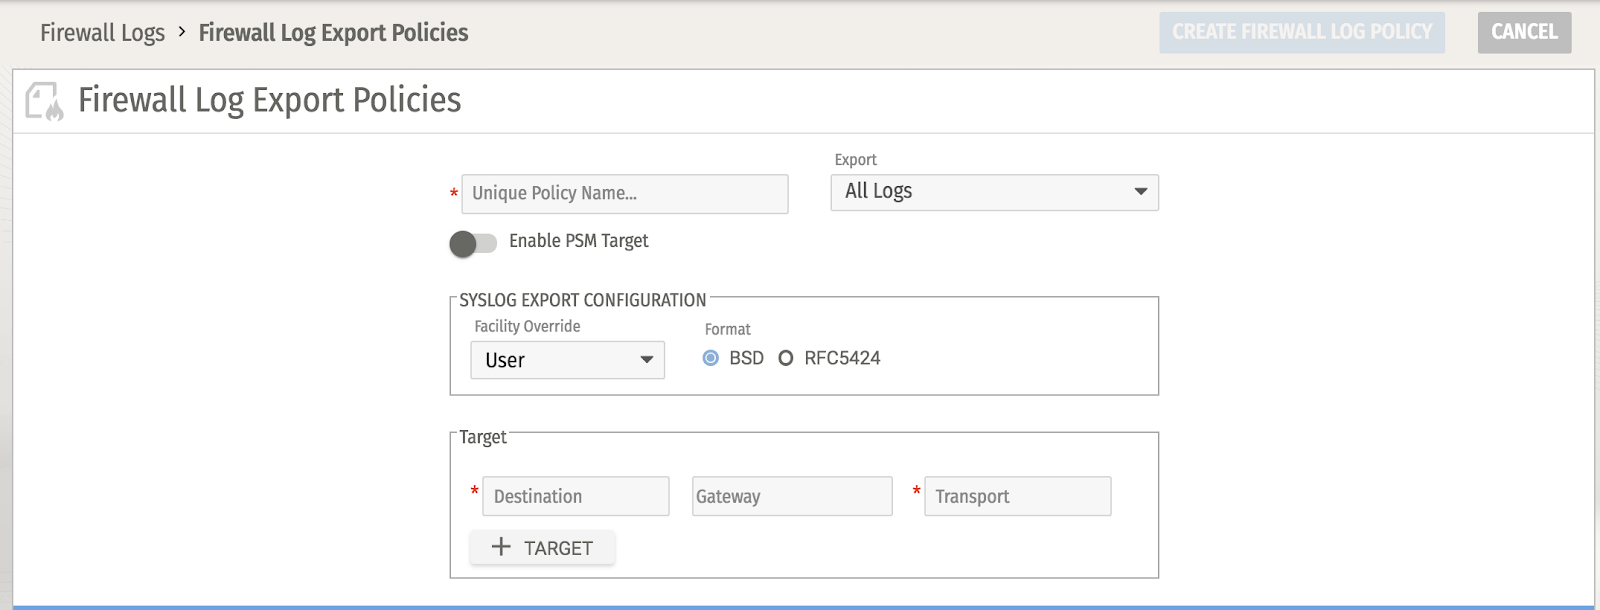 Firewall Logs > Firewall Log Export Policies
CREATE FIREWALL LOG POLICY
CANCEL
Firewall Log Export Policies
Export
* Unique Policy Name...
All Logs
Enable PSM Target
SYSLOG EXPORT CONFIGURATION
Facility Override
Format
User
BSD
RFC5424
Target
* Destination
Gateway
* Transport
+ TARGET